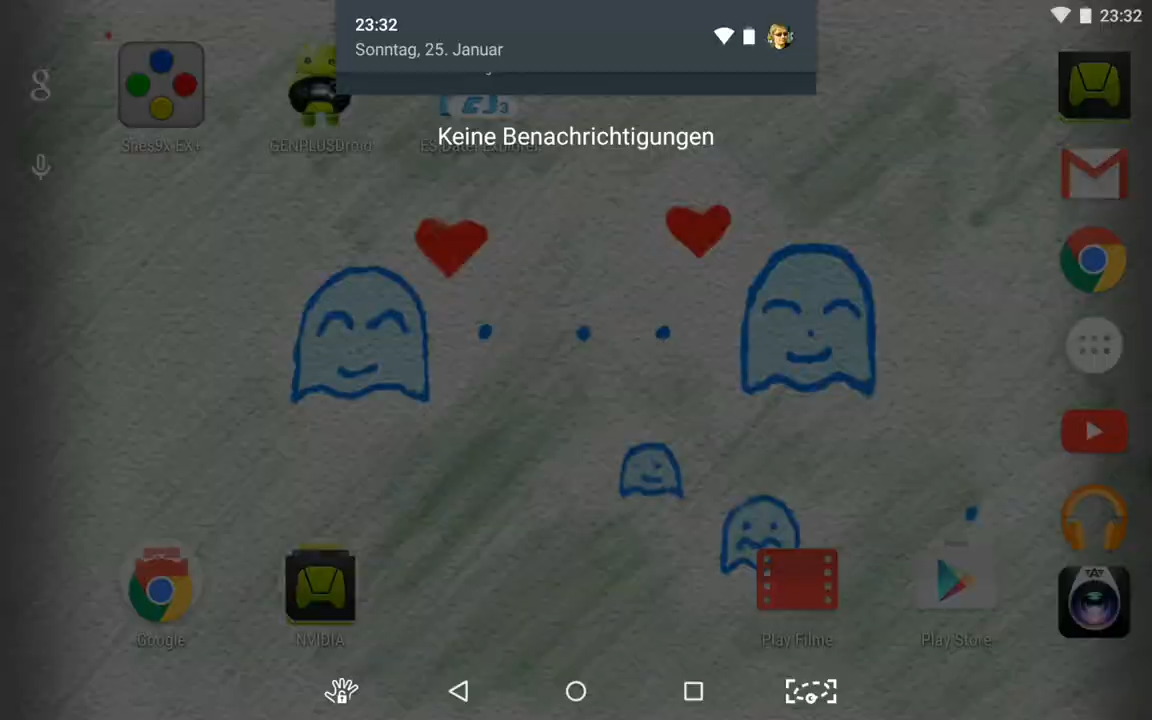 23:32
Sonntag, 25. Januar
23:32
Keine Benachrichtigungen
Snes9x EX+
GENPLUSDroid
ES Datei Explorer
Google
NVIDIA
Play Filme
Play Store